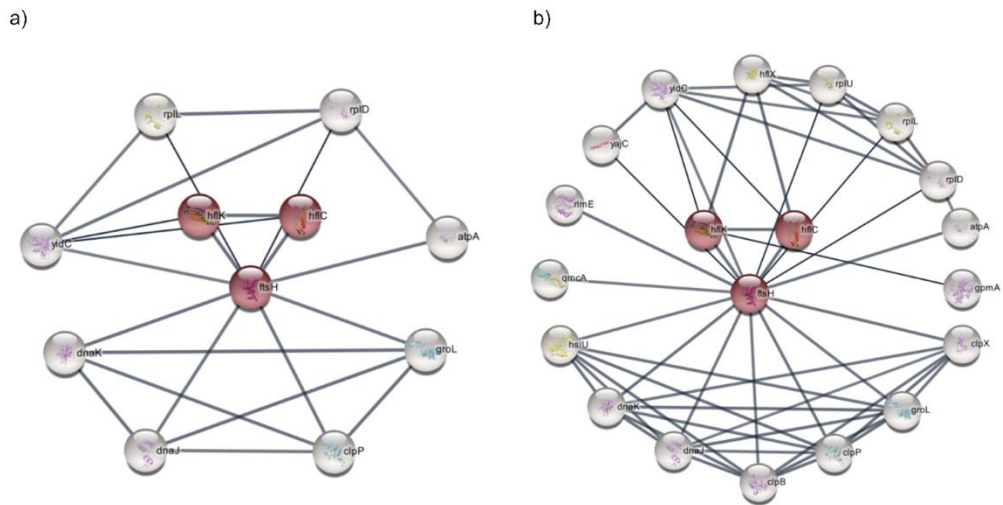 a)
b)
rplL
rplD
hflK
hflC
yidC
atpA
ftsH
dnaK
groL
dnaJ
clpP
hflX
rplU
yidC
rplL
yajC
rplD
rlmE
hflK
hflC
atpA
qmcA
ftsH
gpmA
hslU
clpX
dnaK
groL
dnaJ
clpP
clpB